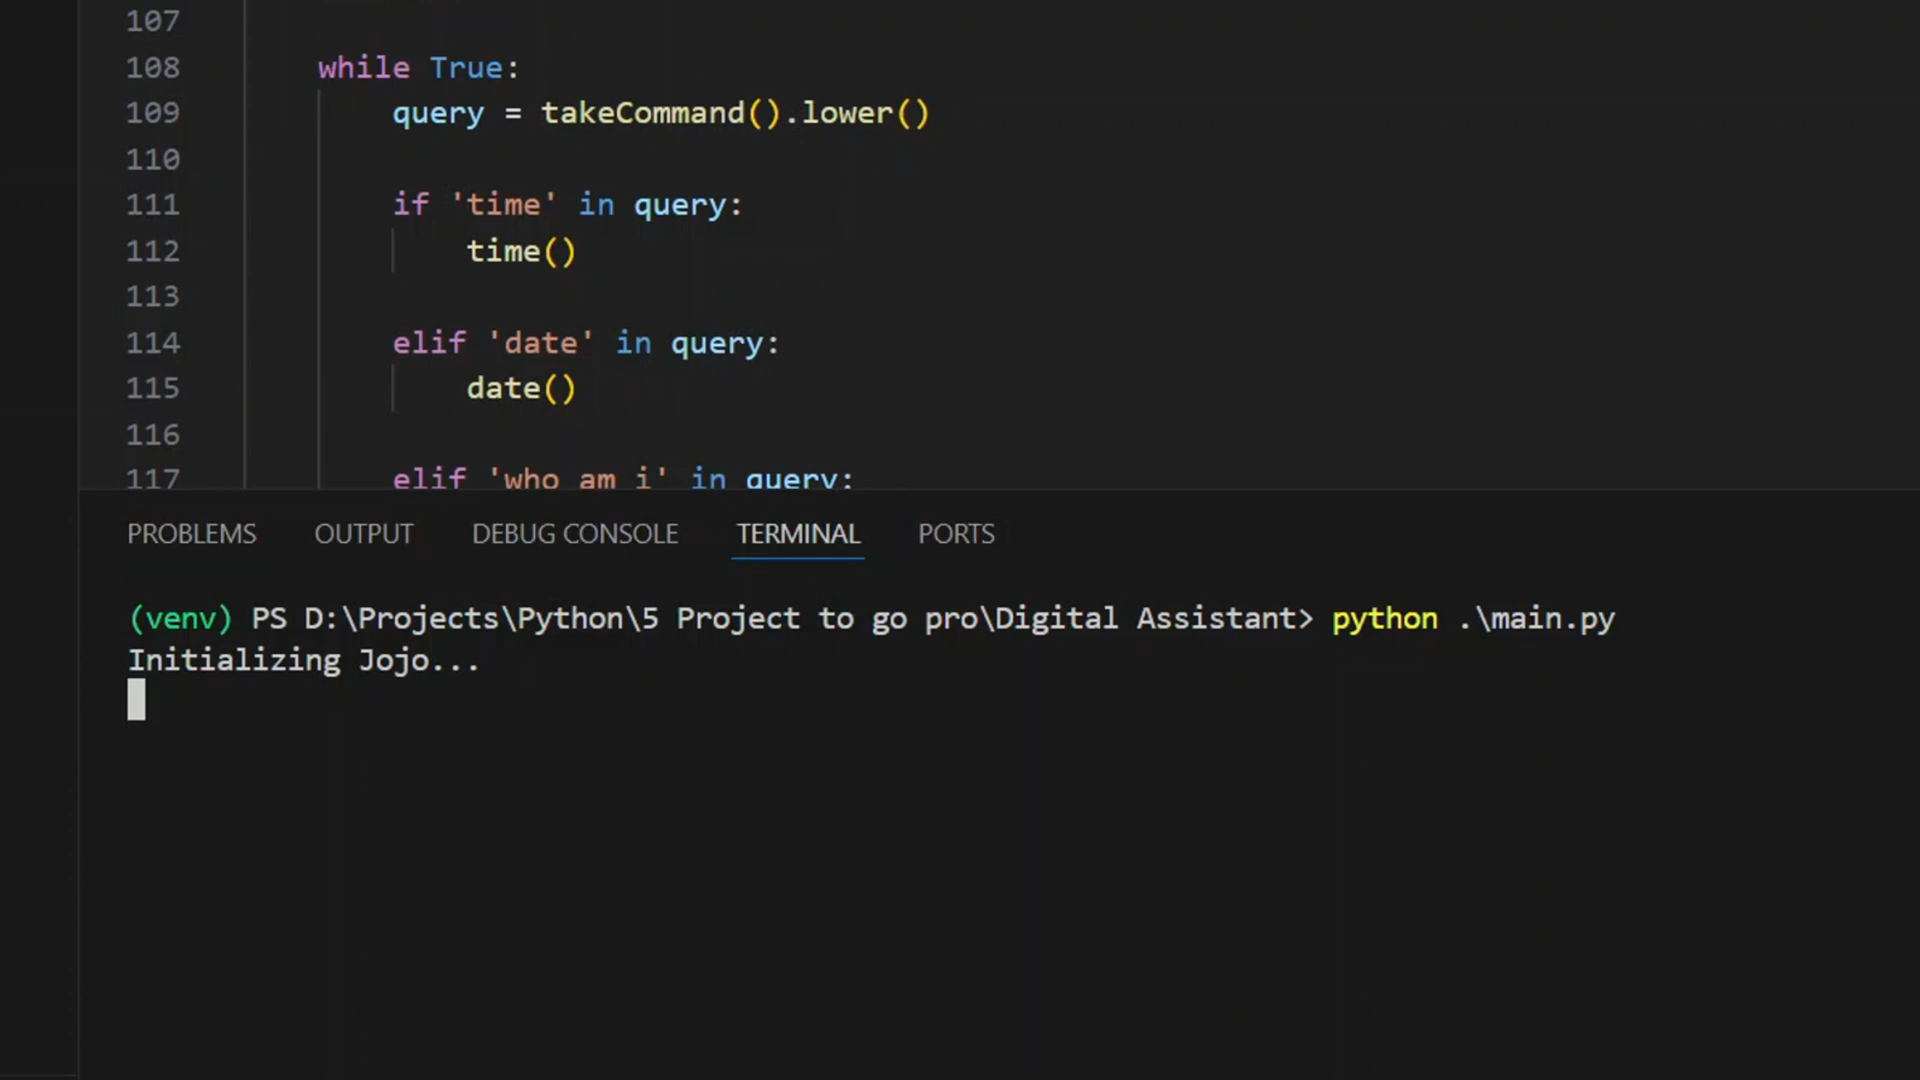 107
108 while True:
109 query = takeCommand().lower()
110
111 if 'time' in query:
112 time()
113
114 elif 'date' in query:
115 date()
116
117 elif 'who am i' in query:
PROBLEMS OUTPUT DEBUG CONSOLE TERMINAL PORTS
(venv) PS D:\Projects\Python\5 Project to go pro\Digital Assistant> python .\main.py
Initializing Jojo...